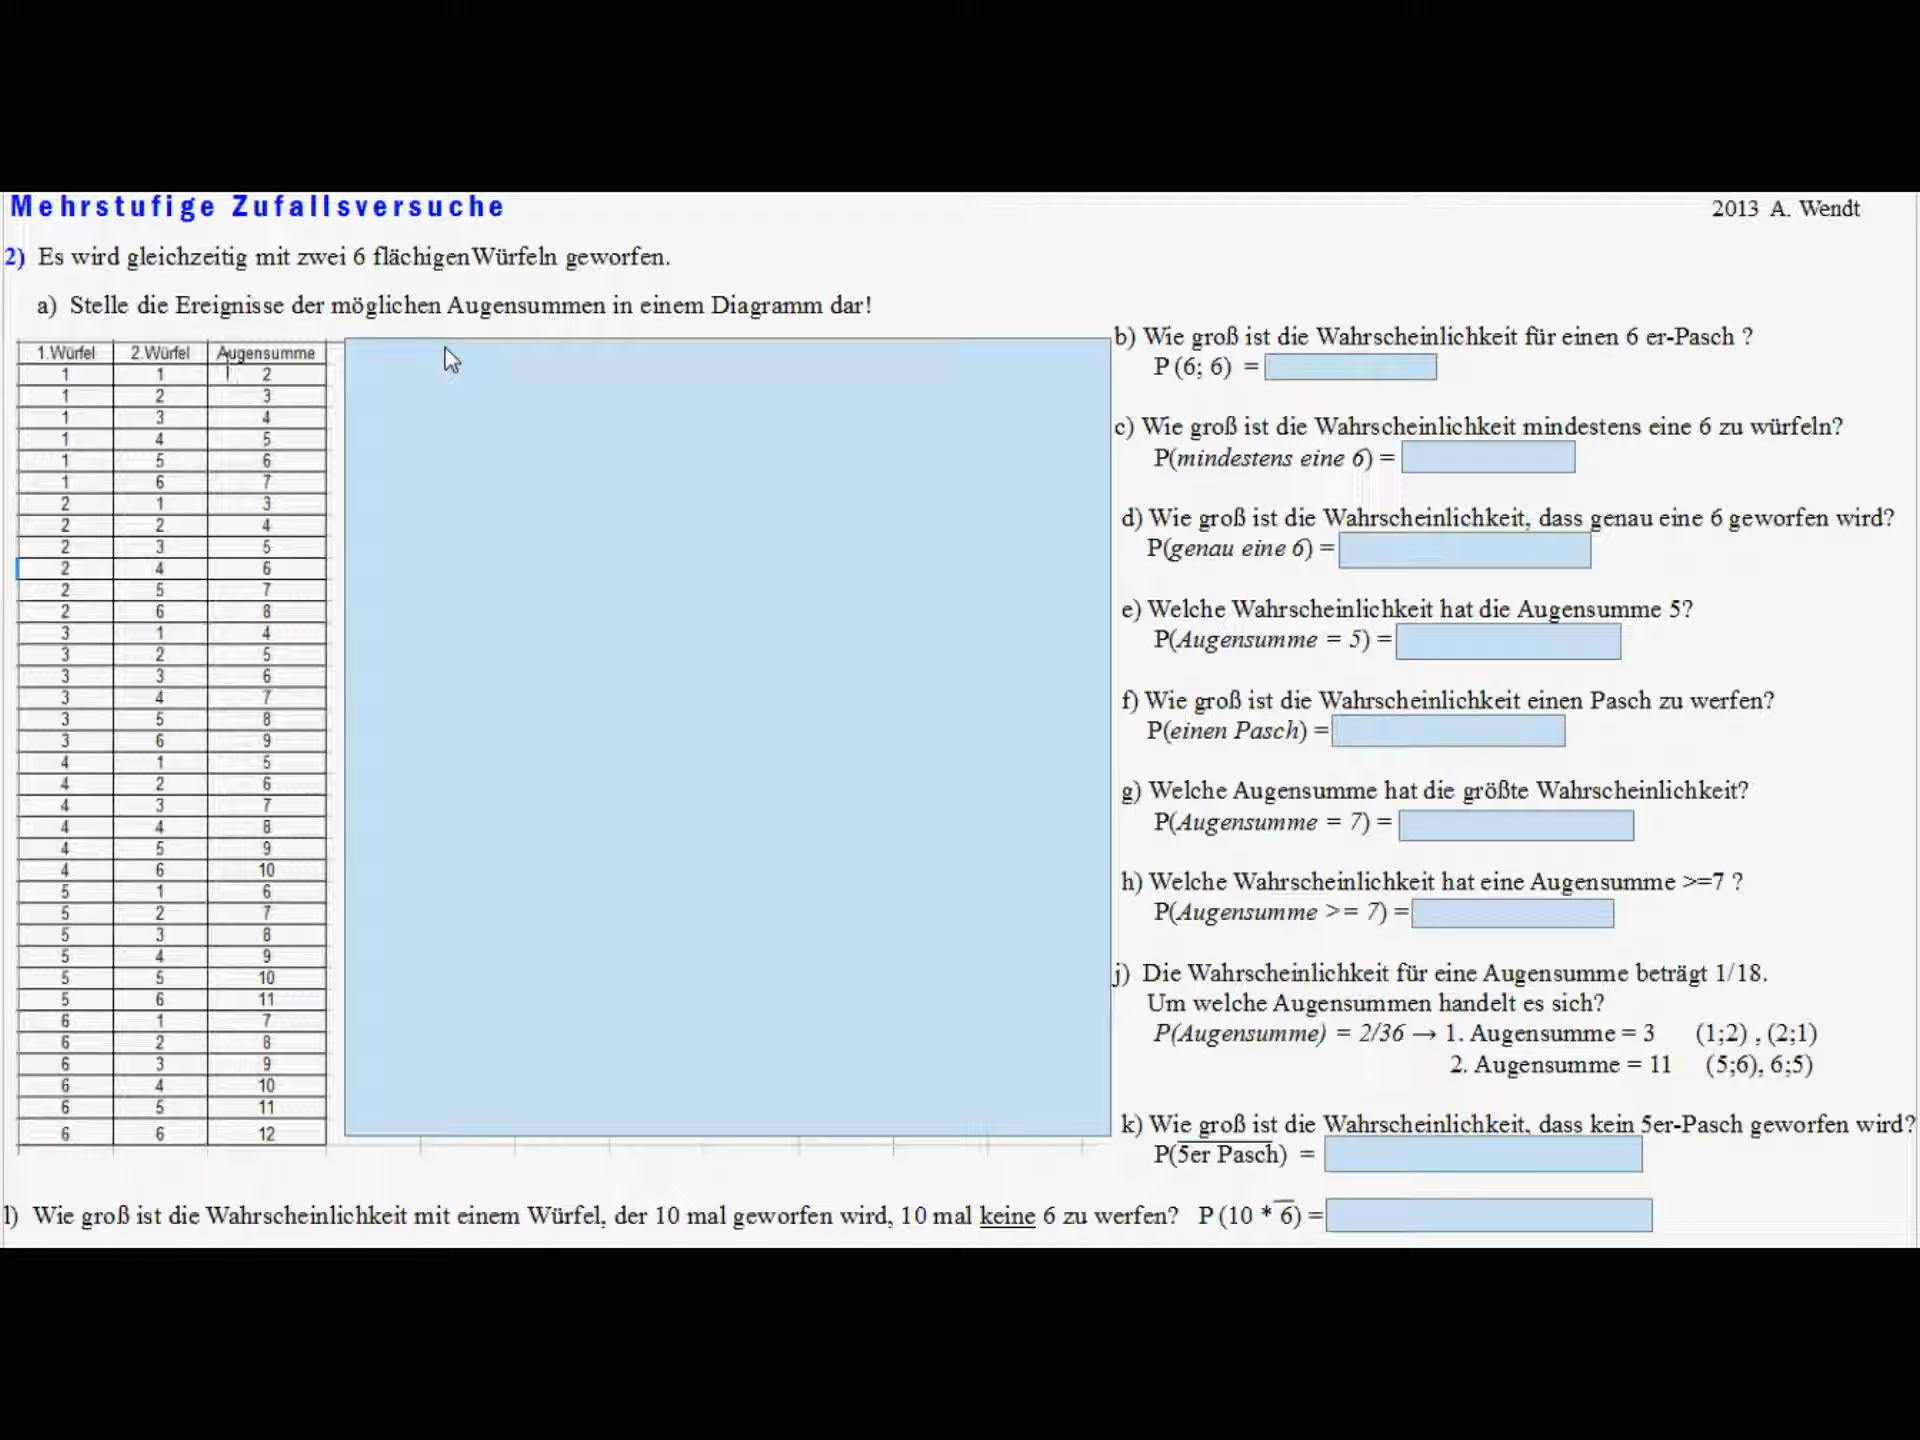 Mehrstufige Zufallsversuche
2013 A. Wendt
2) Es wird gleichzeitig mit zwei 6 flächigen Würfeln geworfen.
a) Stelle die Ereignisse der möglichen Augensummen in einem Diagramm dar!
1.Würfel 2.Würfel Augensumme
1 1 2
1 2 3
1 3 4
1 4 5
1 5 6
1 6 7
2 1 3
2 2 4
2 3 5
2 4 6
2 5 7
2 6 8
3 1 4
3 2 5
3 3 6
3 4 7
3 5 8
3 6 9
4 1 5
4 2 6
4 3 7
4 4 8
4 5 9
4 6 10
5 1 6
5 2 7
5 3 8
5 4 9
5 5 10
5 6 11
6 1 7
6 2 8
6 3 9
6 4 10
6 5 11
6 6 12
b) Wie groß ist die Wahrscheinlichkeit für einen 6 er-Pasch ?
P (6; 6) =
c) Wie groß ist die Wahrscheinlichkeit mindestens eine 6 zu würfeln?
P(mindestens eine 6) =
d) Wie groß ist die Wahrscheinlichkeit, dass genau eine 6 geworfen wird?
P(genau eine 6) =
e) Welche Wahrscheinlichkeit hat die Augensumme 5?
P(Augensumme = 5) =
f) Wie groß ist die Wahrscheinlichkeit einen Pasch zu werfen?
P(einen Pasch) =
g) Welche Augensumme hat die größte Wahrscheinlichkeit?
P(Augensumme = 7) =
h) Welche Wahrscheinlichkeit hat eine Augensumme >=7 ?
P(Augensumme >= 7) =
j) Die Wahrscheinlichkeit für eine Augensumme beträgt 1/18.
Um welche Augensummen handelt es sich?
P(Augensumme) = 2/36 → 1. Augensumme = 3 (1;2) , (2;1)
2. Augensumme = 11 (5;6), 6;5)
k) Wie groß ist die Wahrscheinlichkeit, dass kein 5er-Pasch geworfen wird?
P(5̅e̅r̅ ̅P̅a̅s̅c̅h̅) =
l) Wie groß ist die Wahrscheinlichkeit mit einem Würfel, der 10 mal geworfen wird, 10 mal keine 6 zu werfen? P (10 * 6̅) =